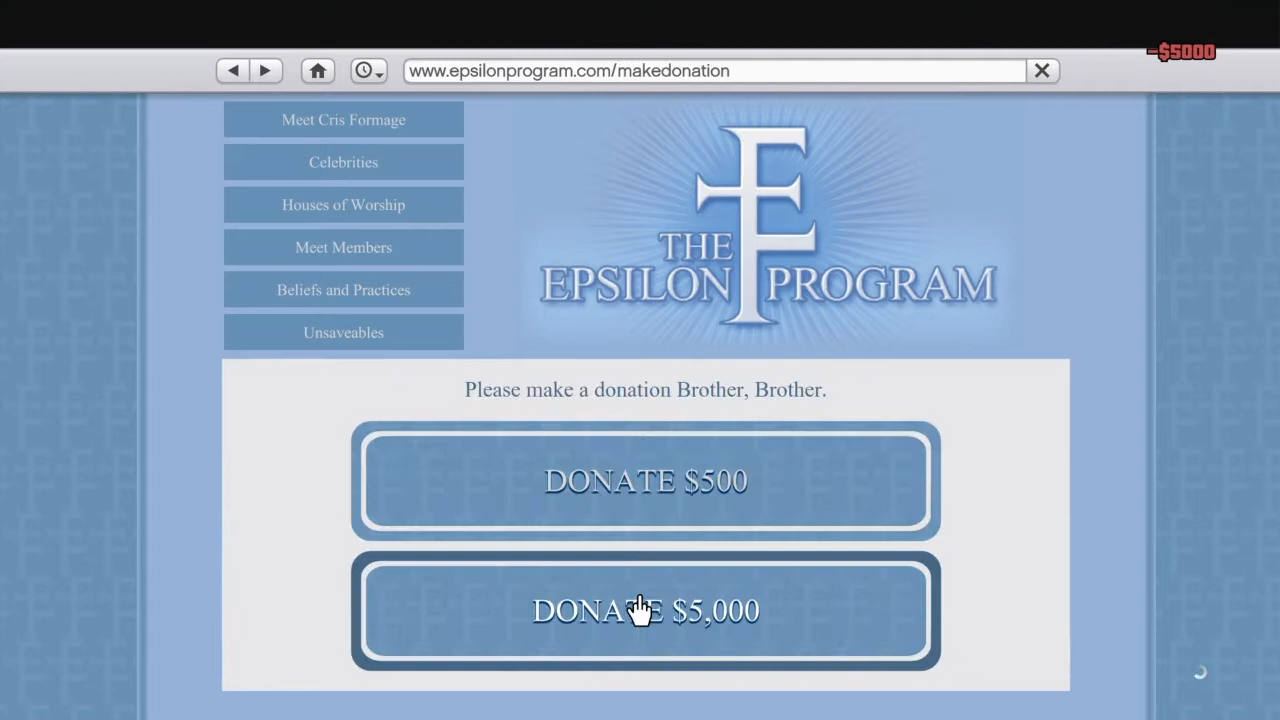 -$5000
www.epsilonprogram.com/makedonation
Meet Cris Formage
Celebrities
Houses of Worship
Meet Members
Beliefs and Practices
Unsaveables
THE
EPSILON PROGRAM
Please make a donation Brother, Brother.
DONATE $500
DONATE $5,000